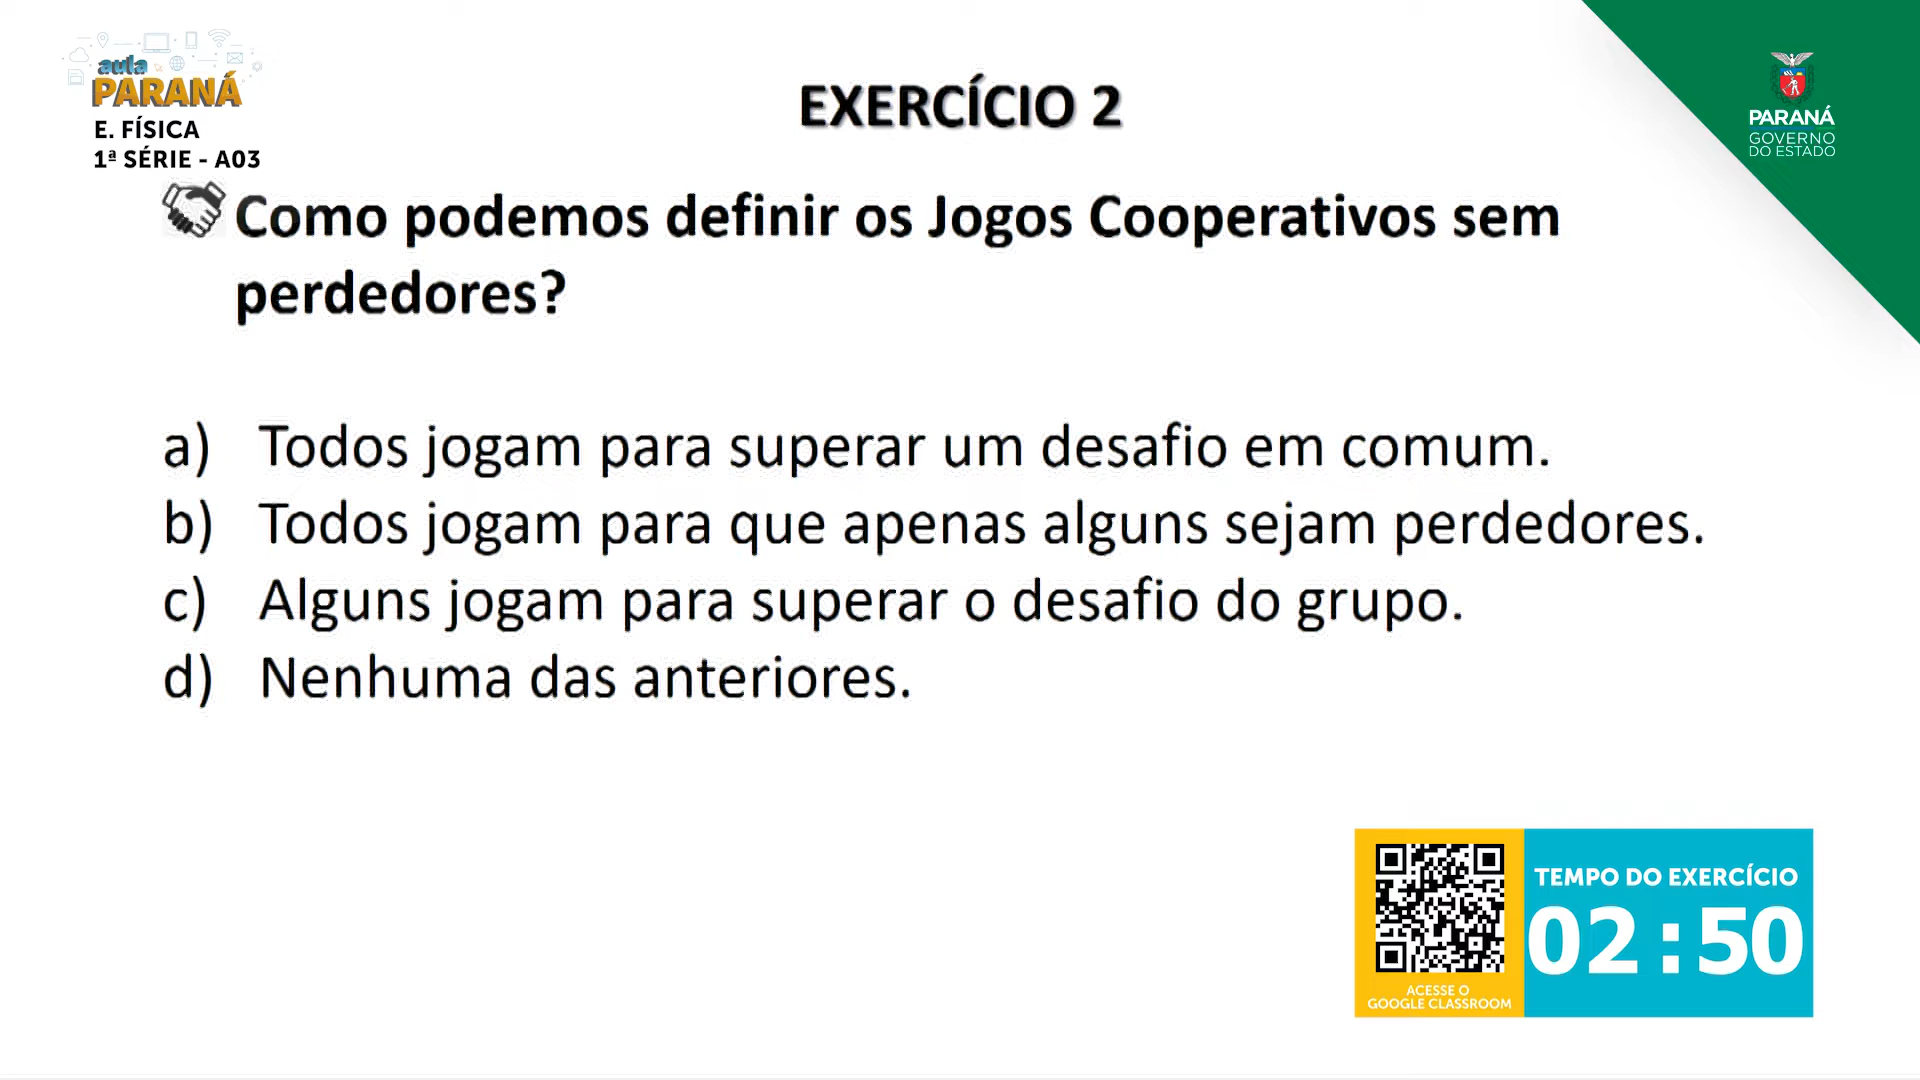 aula
PARANÁ
E. FÍSICA
1ª SÉRIE - A03
EXERCÍCIO 2
PARANÁ
GOVERNO
DO ESTADO
Como podemos definir os Jogos Cooperativos sem
perdedores?
a) Todos jogam para superar um desafio em comum.
b) Todos jogam para que apenas alguns sejam perdedores.
c) Alguns jogam para superar o desafio do grupo.
d) Nenhuma das anteriores.
ACESSE O
GOOGLE CLASSROOM
TEMPO DO EXERCÍCIO
02:50